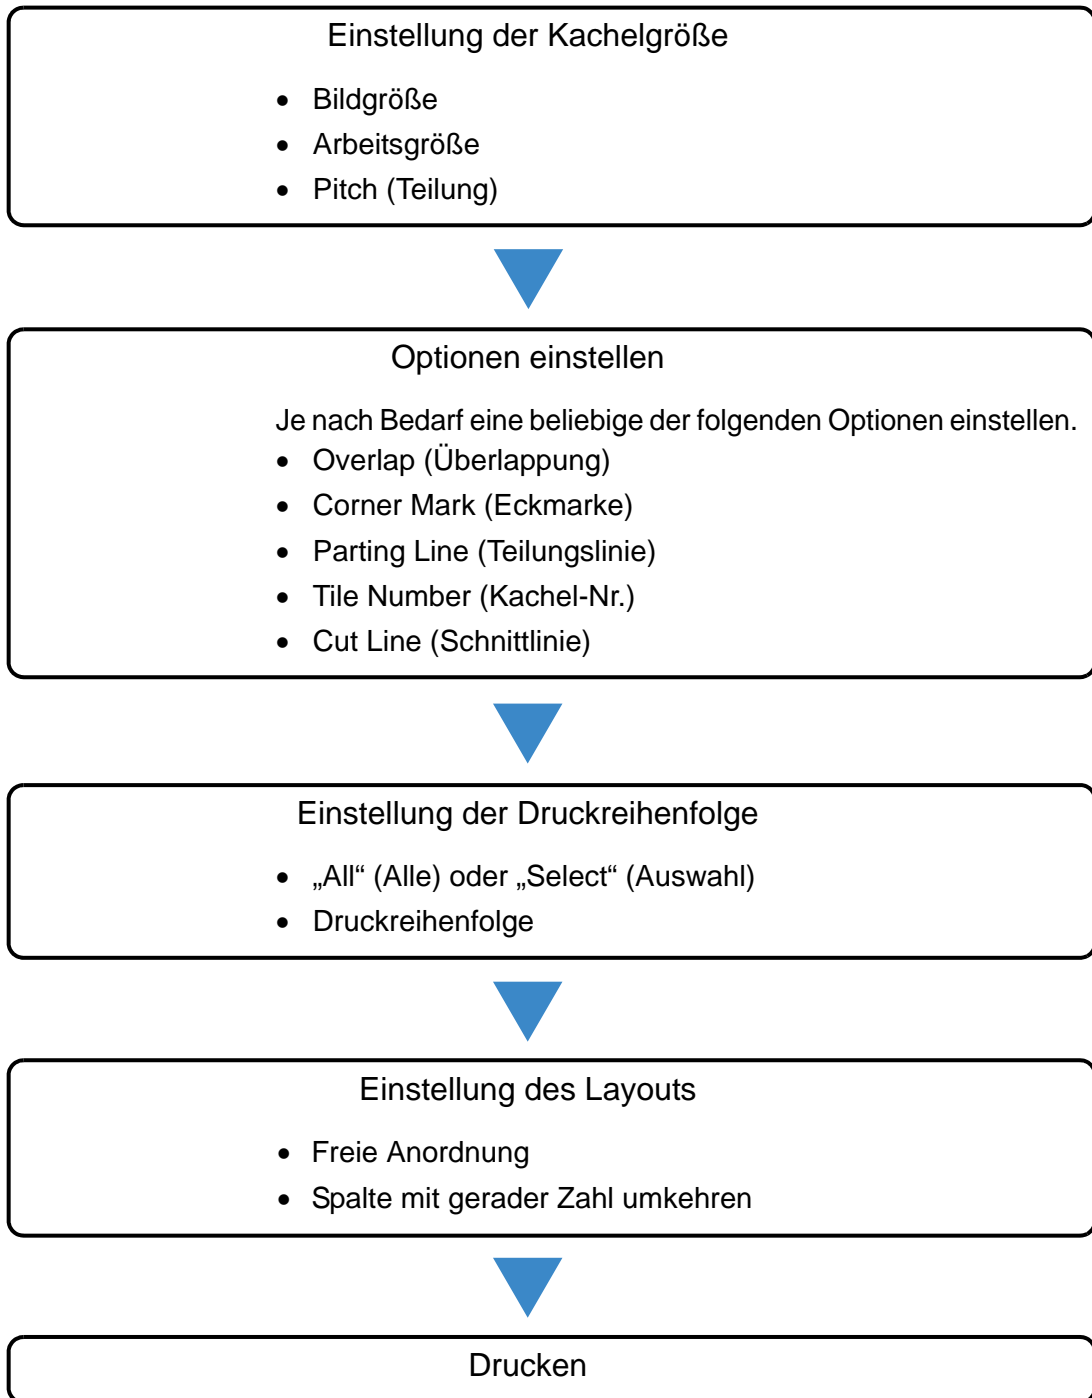 Einstellung der Kachelgröße
• Bildgröße
• Arbeitsgröße
• Pitch (Teilung)
Optionen einstellen
Je nach Bedarf eine beliebige der folgenden Optionen einstellen.
• Overlap (Überlappung)
• Corner Mark (Eckmarke)
• Parting Line (Teilungslinie)
• Tile Number (Kachel-Nr.)
• Cut Line (Schnittlinie)
Einstellung der Druckreihenfolge
• „All“ (Alle) oder „Select“ (Auswahl)
• Druckreihenfolge
Einstellung des Layouts
• Freie Anordnung
• Spalte mit gerader Zahl umkehren
Drucken